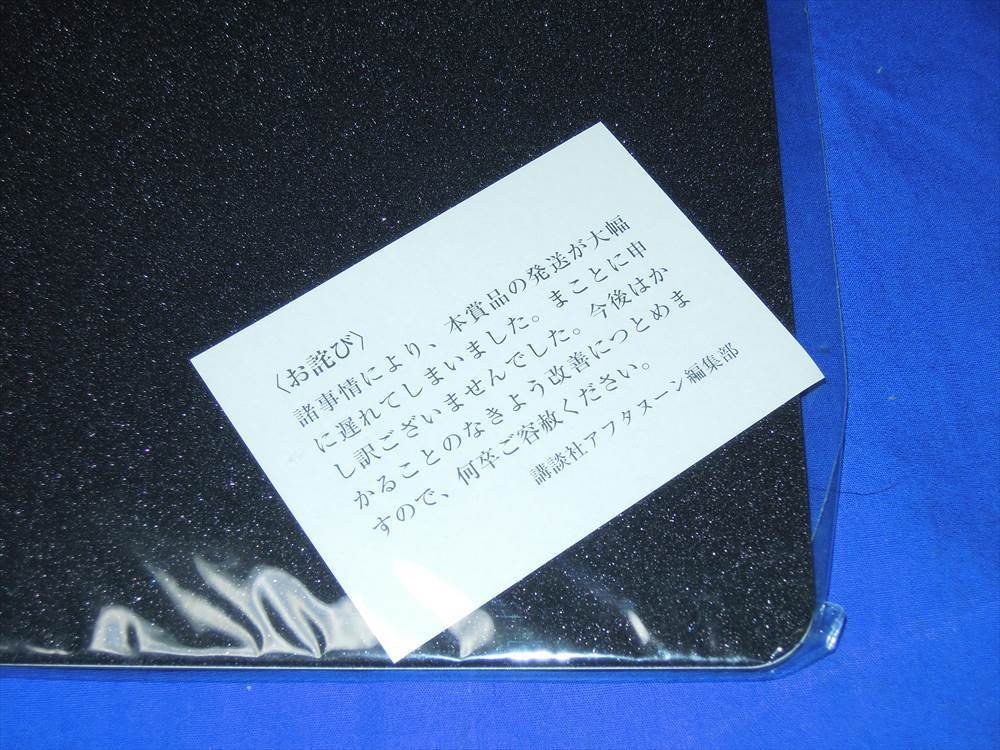 〈お詫び〉
諸事情により、本賞品の発送が大幅
に遅れてしまいました。まことに申
し訳ございませんでした。今後はか
かることのなきよう改善につとめま
すので、何卒ご容赦ください。
講談社アフタヌーン編集部